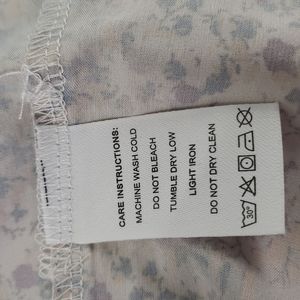 CARE INSTRUCTIONS:
MACHINE WASH COLD
DO NOT BLEACH
TUMBLE DRY LOW
LIGHT IRON
DO NOT DRY CLEAN
30°